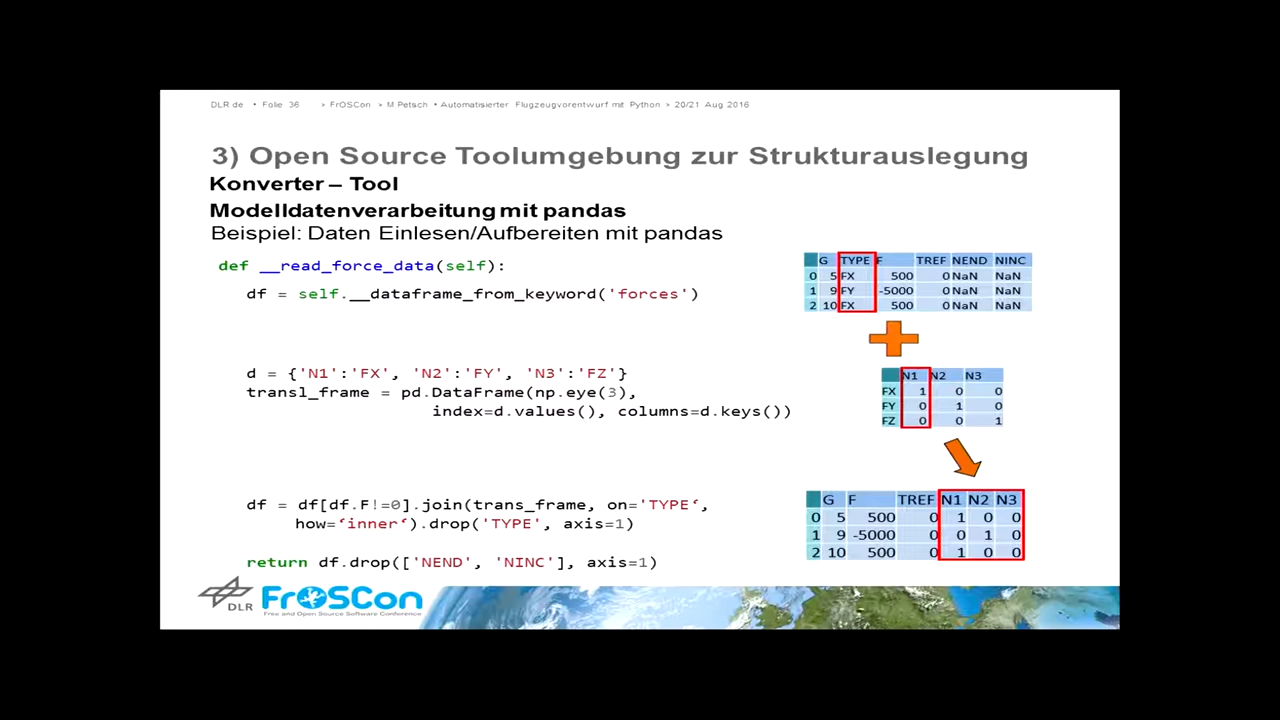 DLR de • Folie 36 > FrOSCon > M Petsch • Automatisierter Flugzeugvorentwurf mit Python > 20/21 Aug 2016
3) Open Source Toolumgebung zur Strukturauslegung
Konverter – Tool
Modelldatenverarbeitung mit pandas
Beispiel: Daten Einlesen/Aufbereiten mit pandas
def __read_force_data(self):
df = self.__dataframe_from_keyword('forces')
d = {'N1':'FX', 'N2':'FY', 'N3':'FZ'}
transl_frame = pd.DataFrame(np.eye(3),
index=d.values(), columns=d.keys())
df = df[df.F!=0].join(trans_frame, on='TYPE‘,
how=‘inner‘).drop('TYPE', axis=1)
return df.drop(['NEND', 'NINC'], axis=1)
G TYPE F TREF NEND NINC
0 5 FX 500 0 NaN NaN
1 9 FY -5000 0 NaN NaN
2 10 FX 500 0 NaN NaN
N1 N2 N3
FX 1 0 0
FY 0 1 0
FZ 0 0 1
G F TREF N1 N2 N3
0 5 500 0 1 0 0
1 9 -5000 0 0 1 0
2 10 500 0 1 0 0
DLR
FrOSCon
Free and Open Source Software Conference